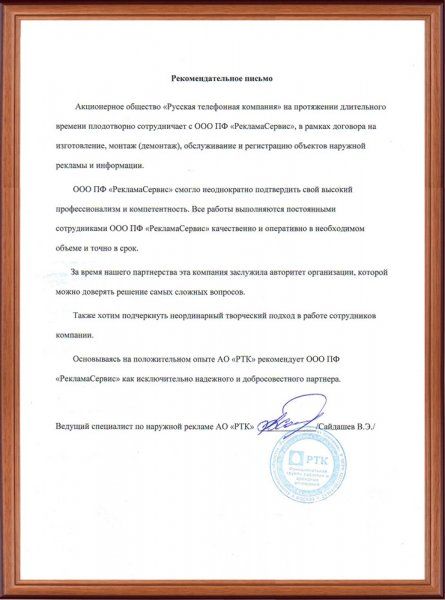 Рекомендательное письмо
Акционерное общество «Русская телефонная компания» на протяжении длительного
времени плодотворно сотрудничает с ООО ПФ «РекламаСервис», в рамках договора на
изготовление, монтаж (демонтаж), обслуживание и регистрацию объектов наружной
рекламы и информации.
ООО ПФ «РекламаСервис» смогло неоднократно подтвердить свой высокий
профессионализм и компетентность. Все работы выполняются постоянными
сотрудниками ООО ПФ «РекламаСервис» качественно и оперативно в необходимом
объеме и точно в срок.
За время нашего партнерства эта компания заслужила авторитет организации, которой
можно доверять решение самых сложных вопросов.
Также хотим подчеркнуть неординарный творческий подход в работе сотрудников
компании.
Основываясь на положительном опыте АО «РТК» рекомендует ООО ПФ
«РекламаСервис» как исключительно надежного и добросовестного партнера.
Ведущий специалист по наружной рекламе АО «РТК» /Сайдашев В.Э./
РТК